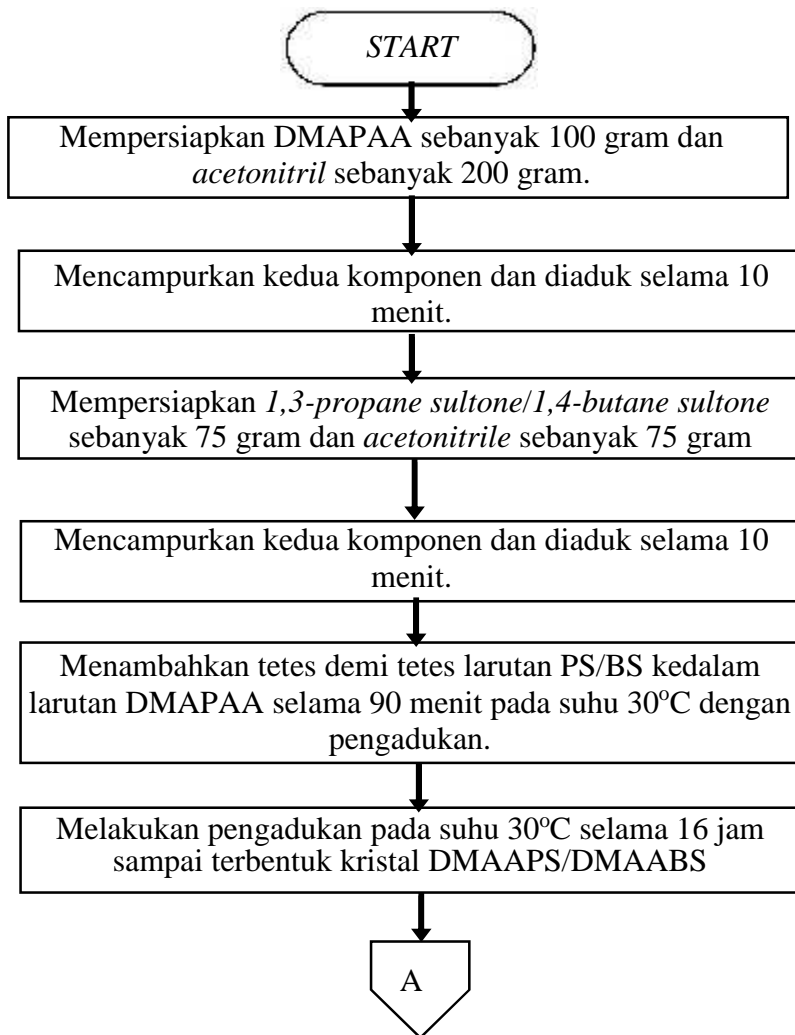 START
Mempersiapkan DMAPAA sebanyak 100 gram dan
acetonitril sebanyak 200 gram.
Mencampurkan kedua komponen dan diaduk selama 10
menit.
Mempersiapkan 1,3-propane sultone/1,4-butane sultone
sebanyak 75 gram dan acetonitrile sebanyak 75 gram
Mencampurkan kedua komponen dan diaduk selama 10
menit.
Menambahkan tetes demi tetes larutan PS/BS kedalam
larutan DMAPAA selama 90 menit pada suhu 30°C dengan
pengadukan.
Melakukan pengadukan pada suhu 30°C selama 16 jam
sampai terbentuk kristal DMAAPS/DMAABS
A